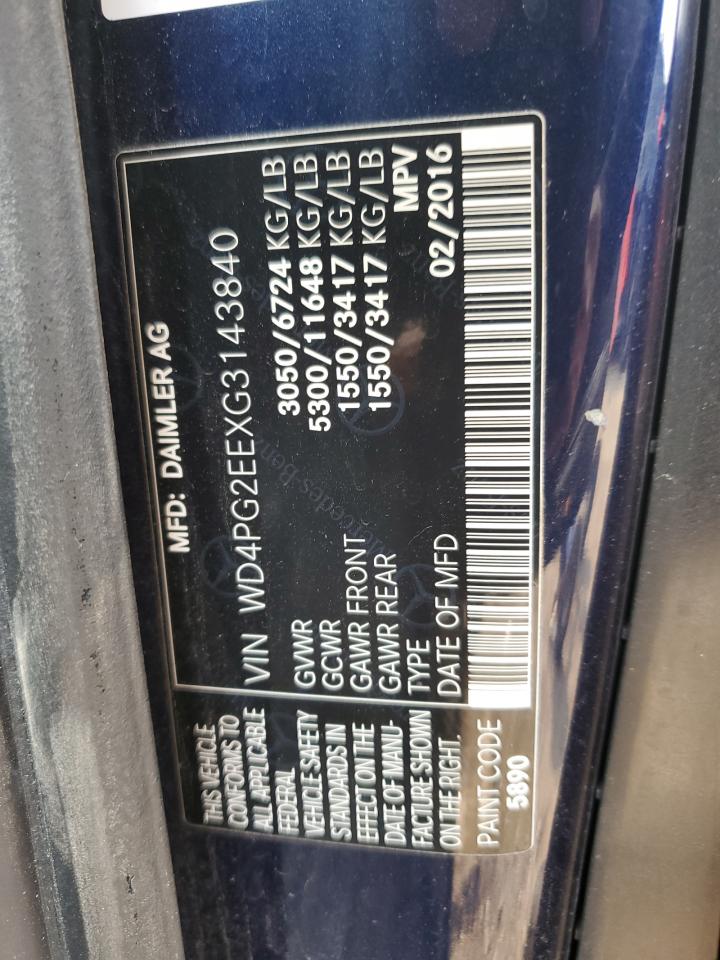 MFD: DAIMLER AG
VIN WD4PG2EEXG3143840
GVWR 3050/6724 KG/LB
GCWR 5300/11648 KG/LB
GAWR FRONT 1550/3417 KG/LB
GAWR REAR 1550/3417 KG/LB
TYPE MPV
DATE OF MFD 02/2016
THIS VEHICLE
CONFORMS TO
ALL APPLICABLE
FEDERAL
VEHICLE SAFETY
STANDARDS IN
EFFECT ON THE
DATE OF MANU-
FACTURE SHOWN
ON THE RIGHT.
PAINT CODE
5890
Mercedes-Benz